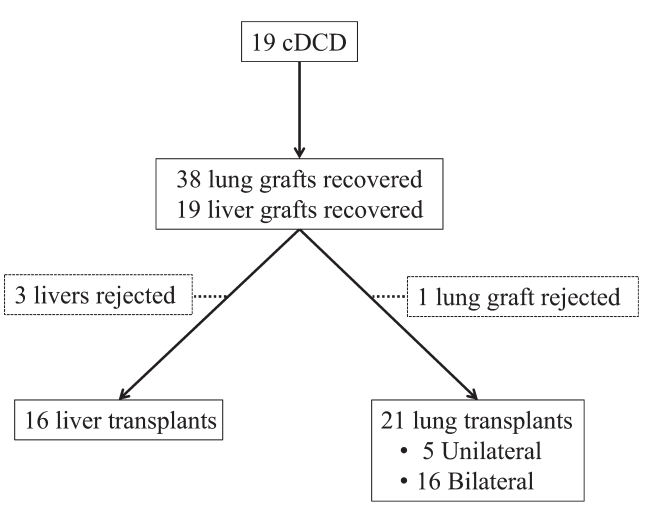 19 cDCD
38 lung grafts recovered
19 liver grafts recovered
3 livers rejected
1 lung graft rejected
16 liver transplants
21 lung transplants
• 5 Unilateral
• 16 Bilateral